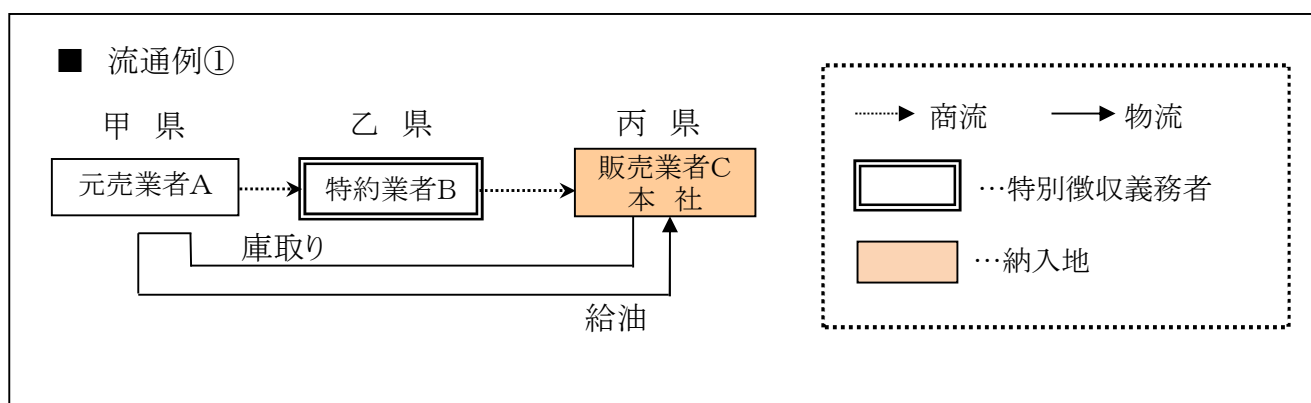 ■ 流通例①
甲 県
乙 県
丙 県
元売業者A
特約業者B
販売業者C
本 社
庫取り
給油
商流
物流
…特別徴収義務者
…納入地